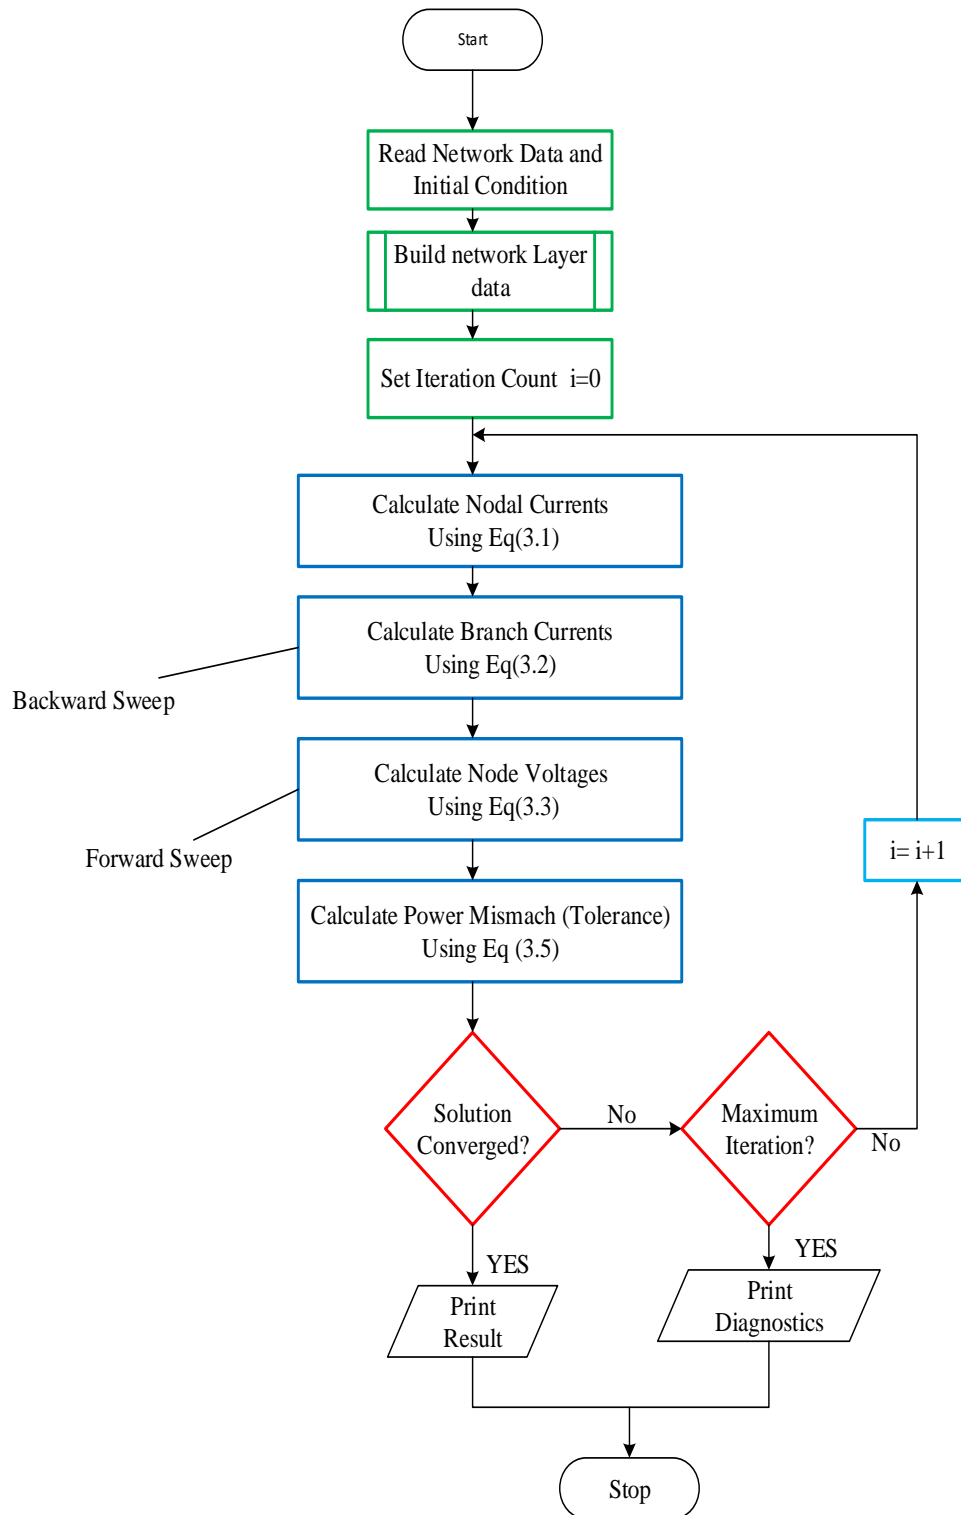 Start
Read Network Data and
Initial Condition
Build network Layer
data
Set Iteration Count i=0
Calculate Nodal Currents
Using Eq(3.1)
Calculate Branch Currents
Using Eq(3.2)
Backward Sweep
Calculate Node Voltages
Using Eq(3.3)
Forward Sweep
i= i+1
Calculate Power Mismach (Tolerance)
Using Eq (3.5)
Solution
Converged?
No
Maximum
Iteration?
No
YES
YES
Print
Result
Print
Diagnostics
Stop